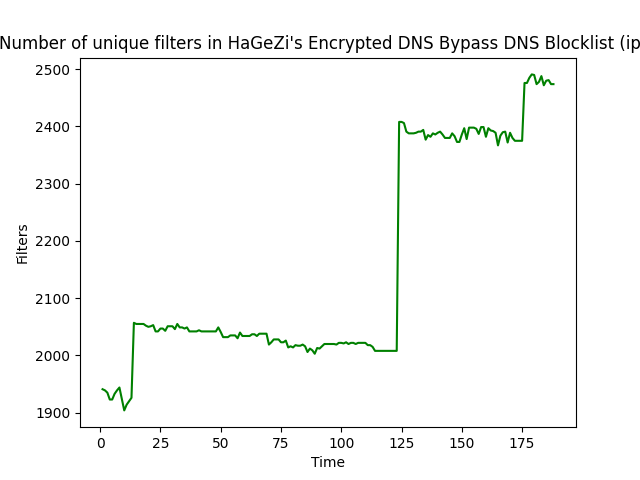 Number of unique filters in HaGeZi's Encrypted DNS Bypass DNS Blocklist (ip
2500
2400
2300
2200
2100
2000
1900
Filters
0 25 50 75 100 125 150 175
Time